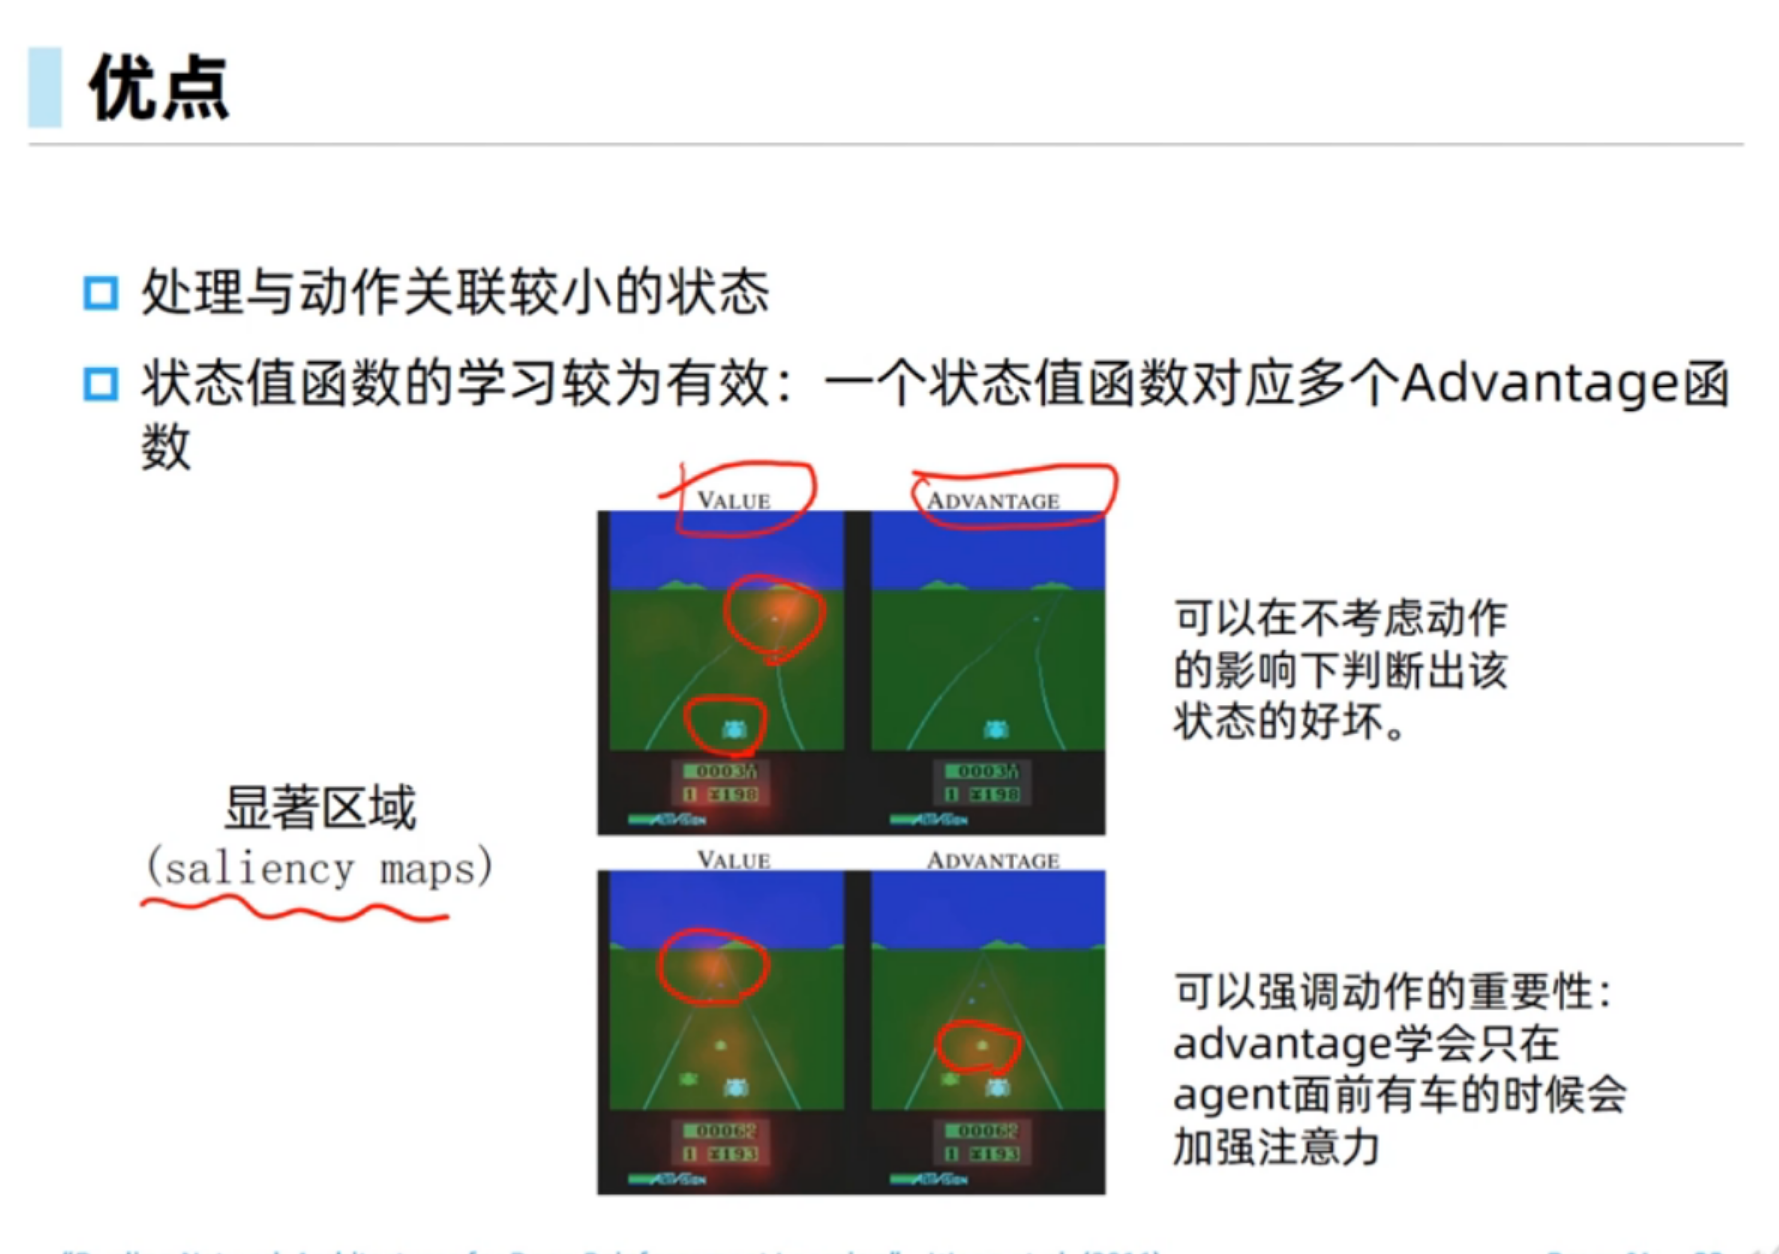 优点
处理与动作关联较小的状态
状态值函数的学习较为有效：一个状态值函数对应多个Advantage函
数
VALUE ADVANTAGE
可以在不考虑动作
的影响下判断出该
状态的好坏。
1 198 1 198
ACTIVISION ACTIVISION
显著区域
(saliency maps)
VALUE ADVANTAGE
可以强调动作的重要性：
advantage学会只在
agent面前有车的时候会
加强注意力
1 193 1 193
ACTIVISION ACTIVISION